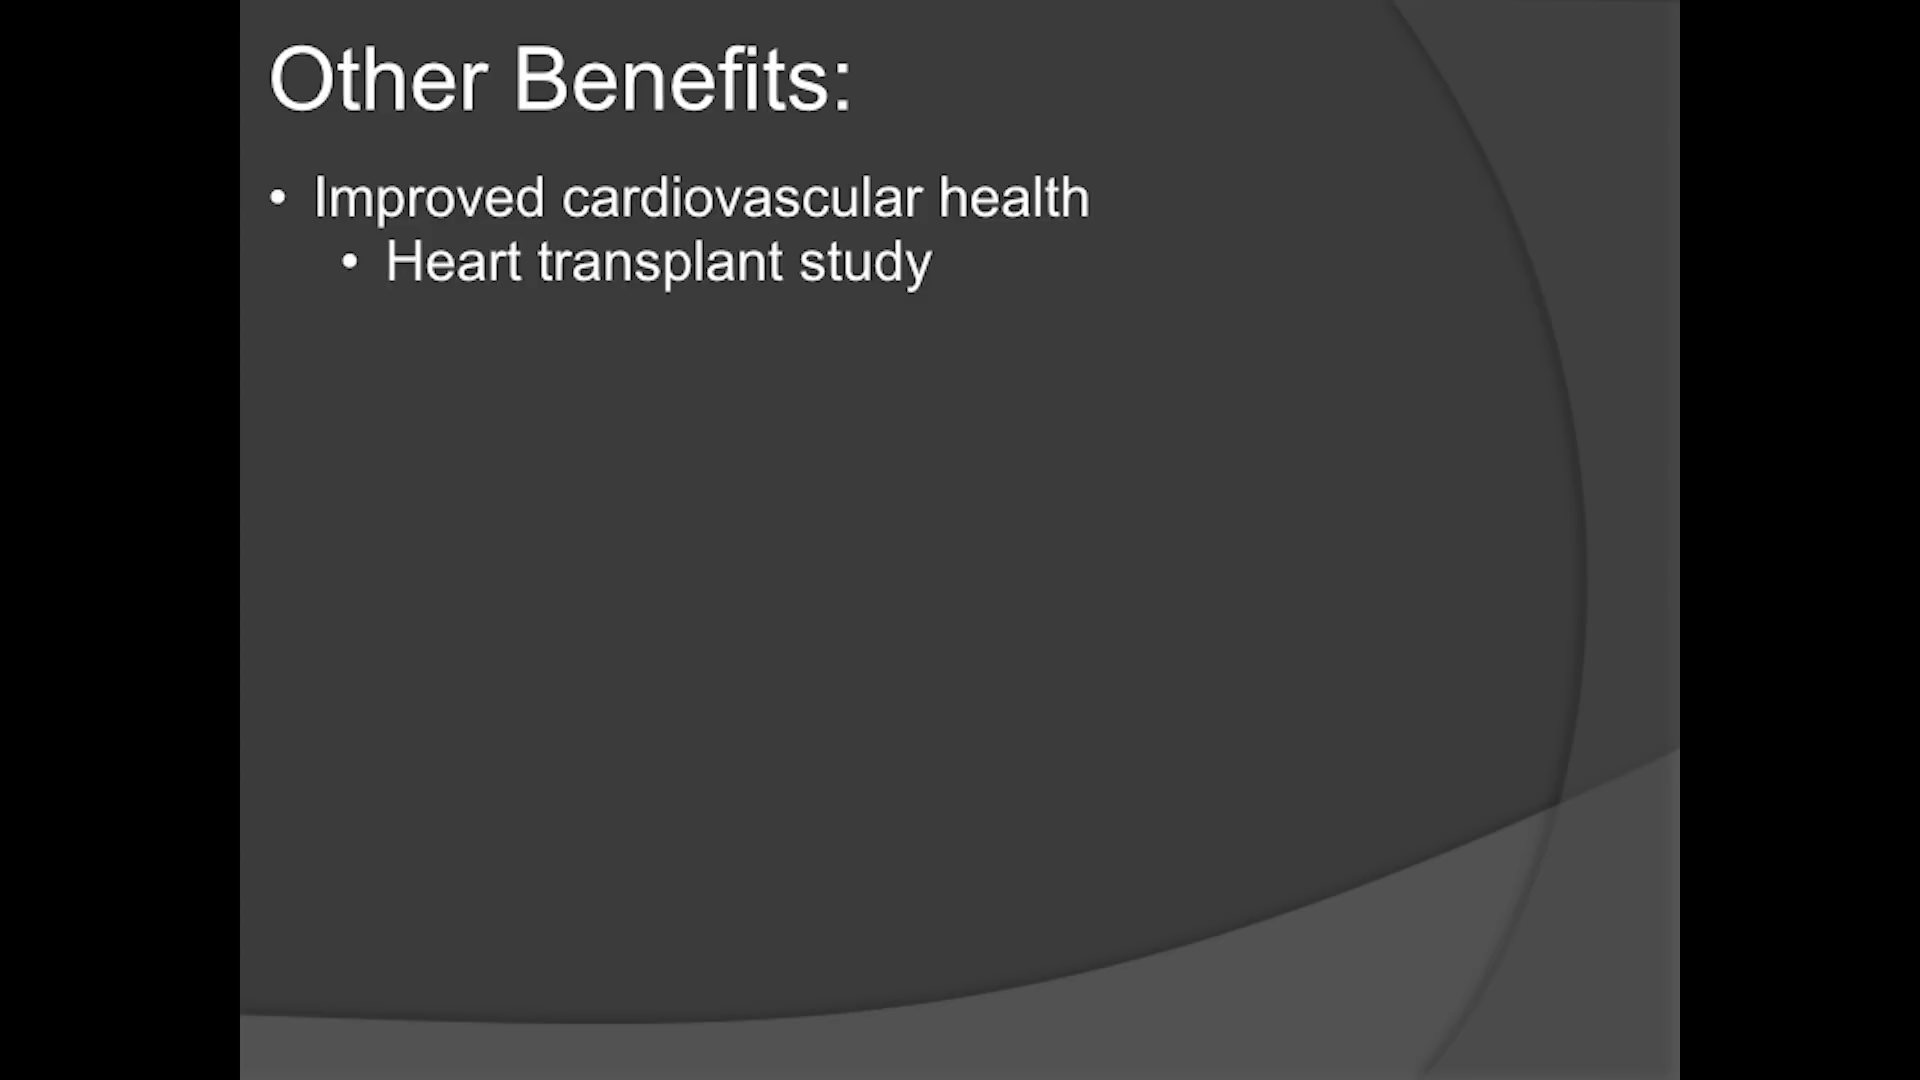 Other Benefits:
• Improved cardiovascular health
• Heart transplant study